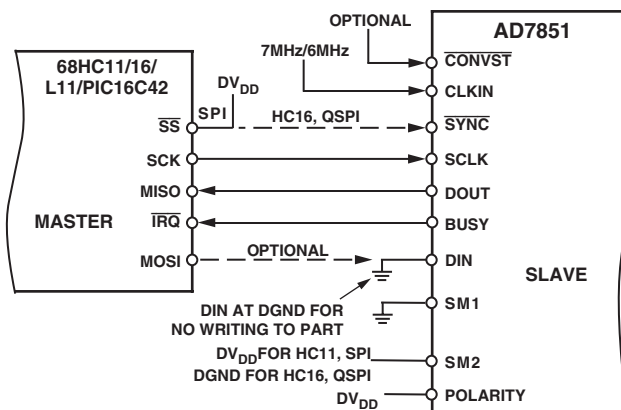 OPTIONAL
AD7851
7MHz/6MHz
68HC11/16/
L11/PIC16C42
DVDD
CONVST
CLKIN
SPI
HC16, QSPI
SS
SYNC
SCK
SCLK
MISO
DOUT
MASTER
IRQ
BUSY
OPTIONAL
MOSI
DIN
SLAVE
DIN AT DGND FOR
NO WRITING TO PART
SM1
DVDDFOR HC11, SPI
DGND FOR HC16, QSPI
SM2
DVDD
POLARITY